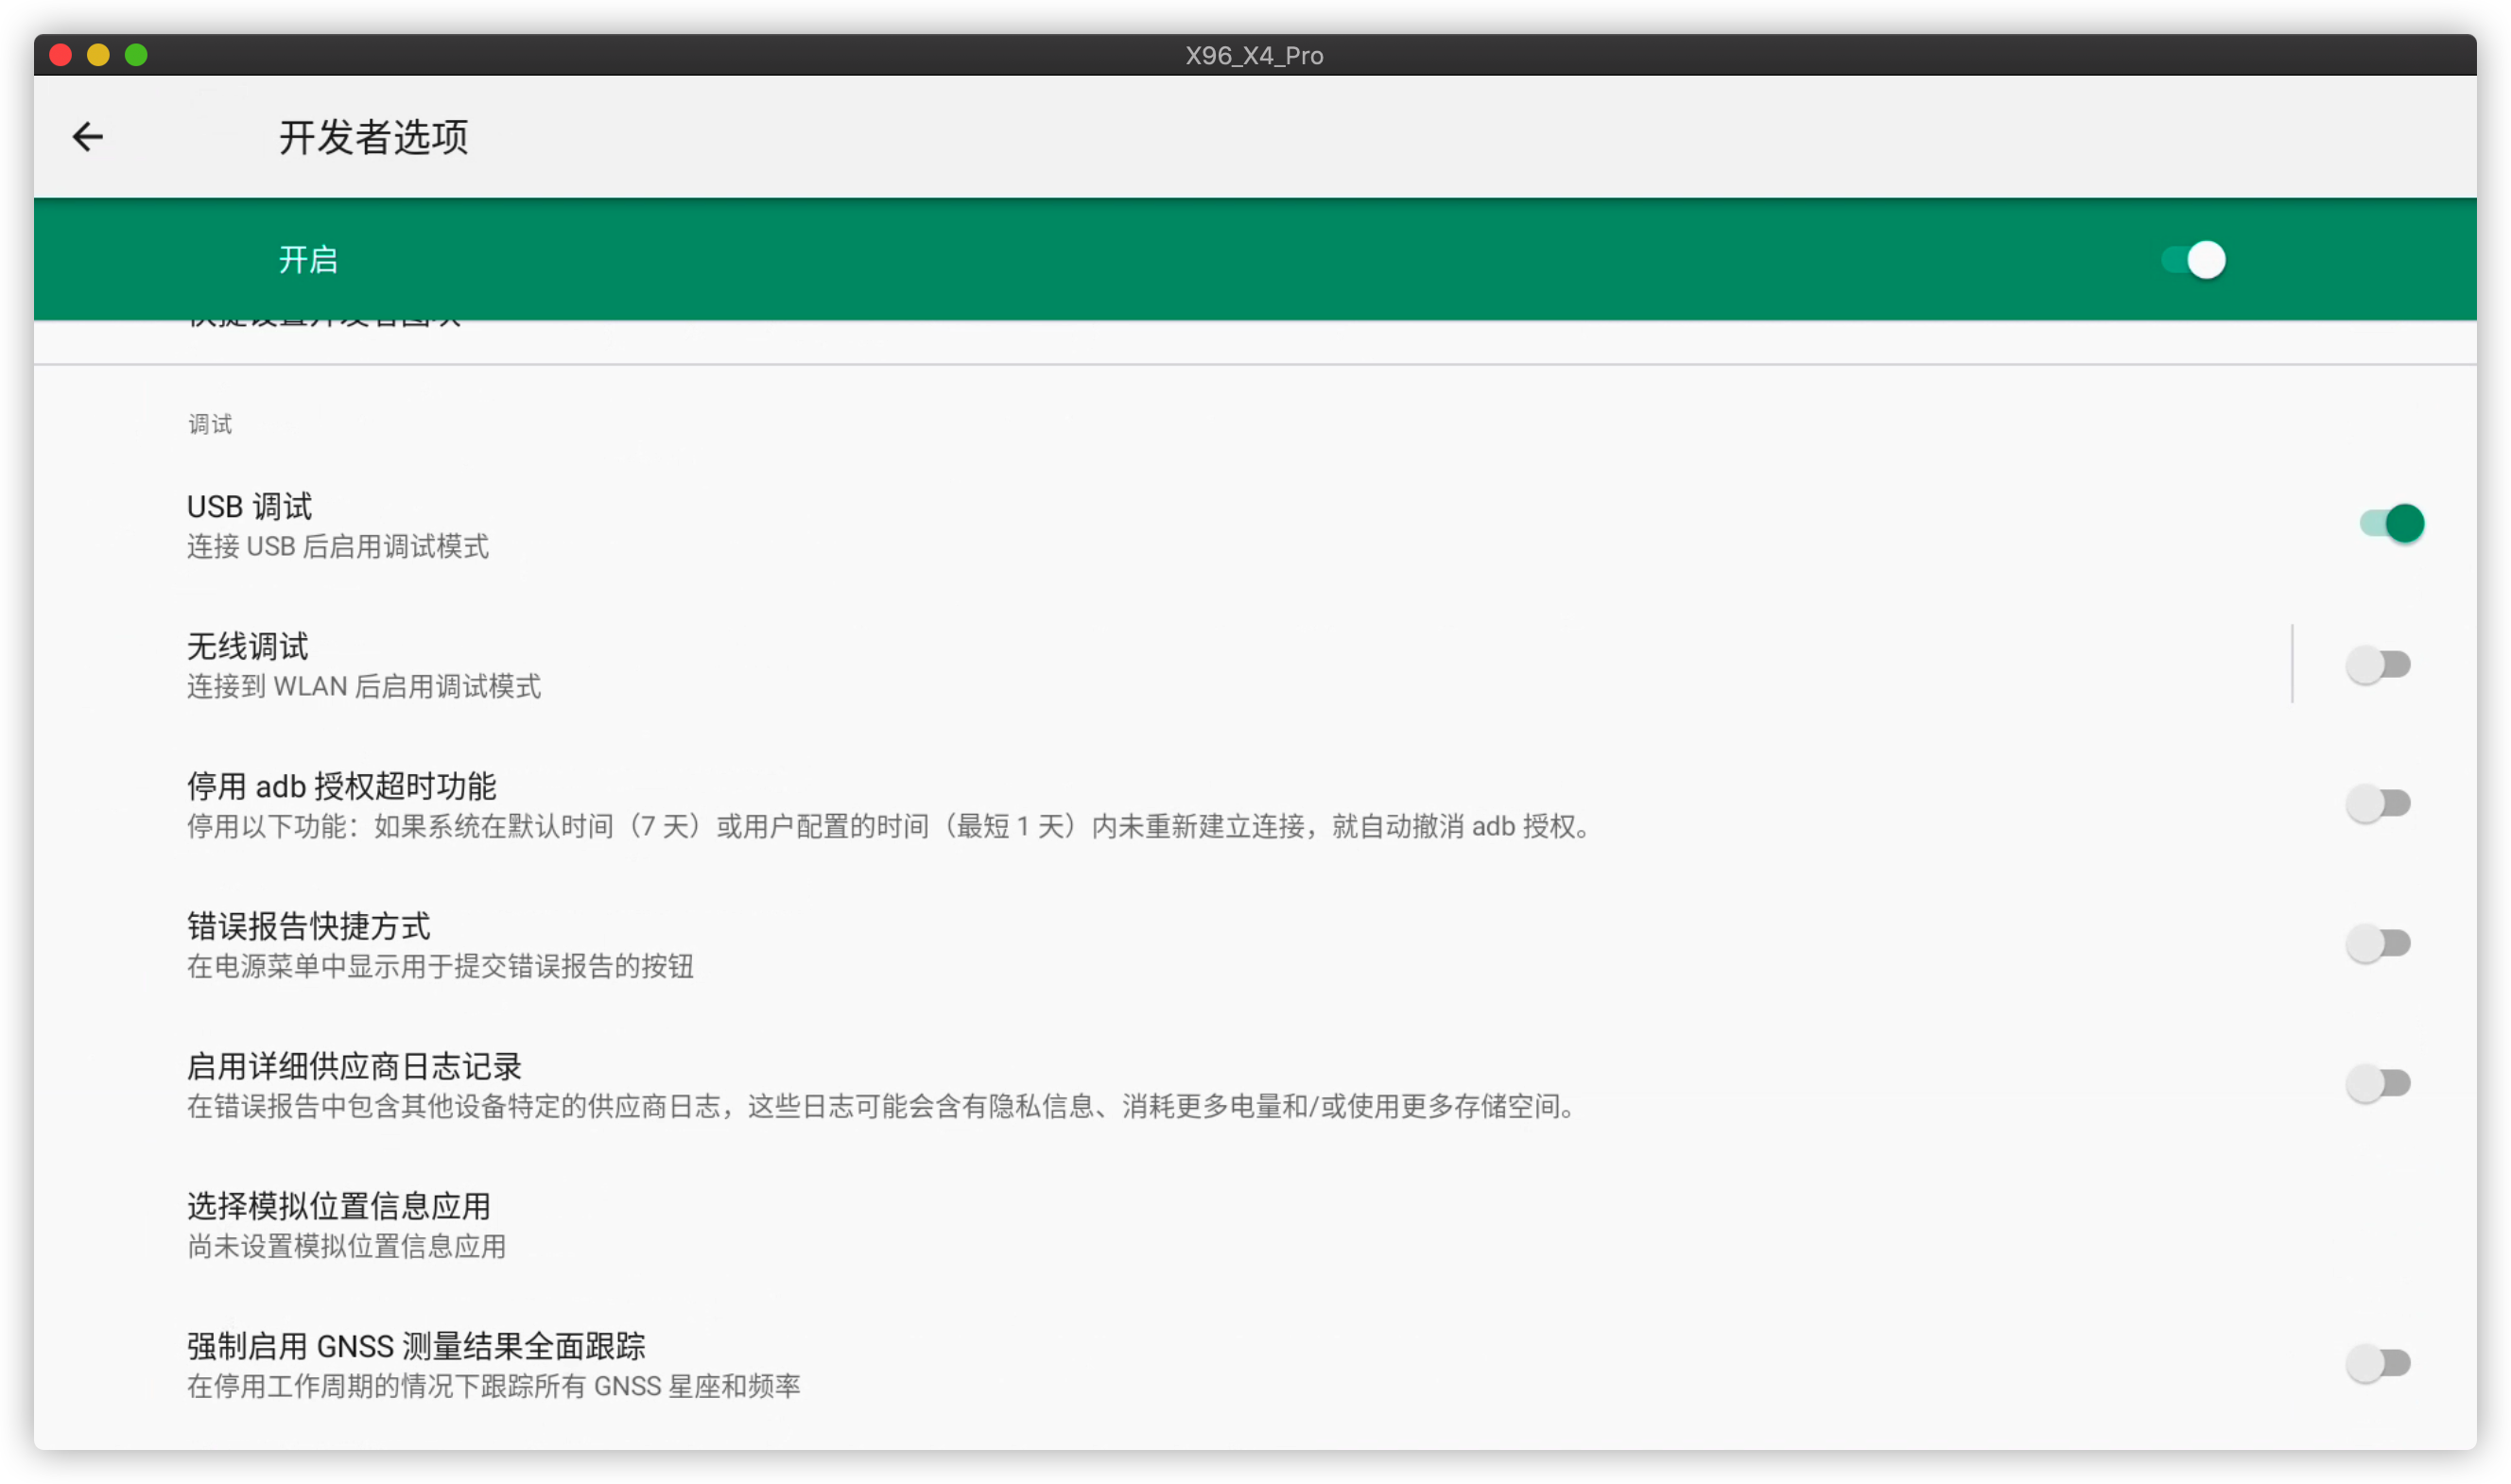 X96_X4_Pro
开发者选项
开启
调试
USB 调试
连接 USB 后启用调试模式
无线调试
连接到 WLAN 后启用调试模式
停用 adb 授权超时功能
停用以下功能：如果系统在默认时间（7 天）或用户配置的时间（最短 1 天）内未重新建立连接，就自动撤消 adb 授权。
错误报告快捷方式
在电源菜单中显示用于提交错误报告的按钮
启用详细供应商日志记录
在错误报告中包含其他设备特定的供应商日志，这些日志可能会含有隐私信息、消耗更多电量和/或使用更多存储空间。
选择模拟位置信息应用
尚未设置模拟位置信息应用
强制启用 GNSS 测量结果全面跟踪
在停用工作周期的情况下跟踪所有 GNSS 星座和频率